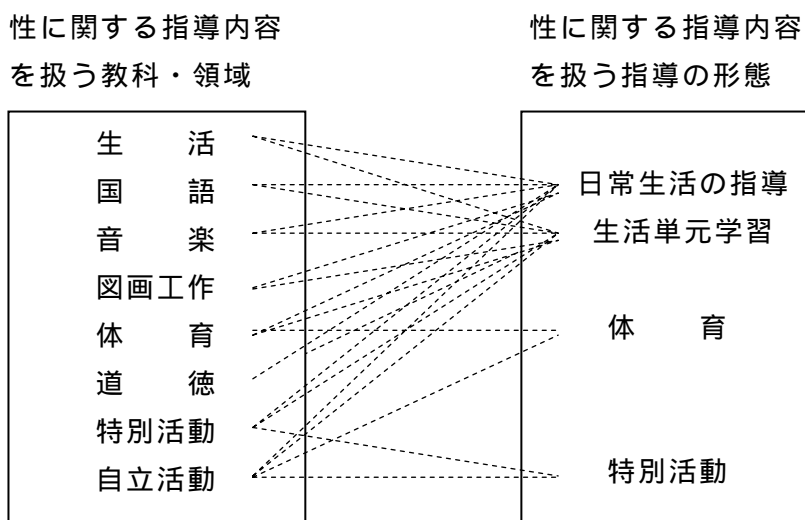 性に関する指導内容
を扱う教科・領域
生　　活
国　　語
音　　楽
図画工作
体　　育
道　　徳
特別活動
自立活動
性に関する指導内容
を扱う指導の形態
日常生活の指導
生活単元学習
体　　育
特別活動